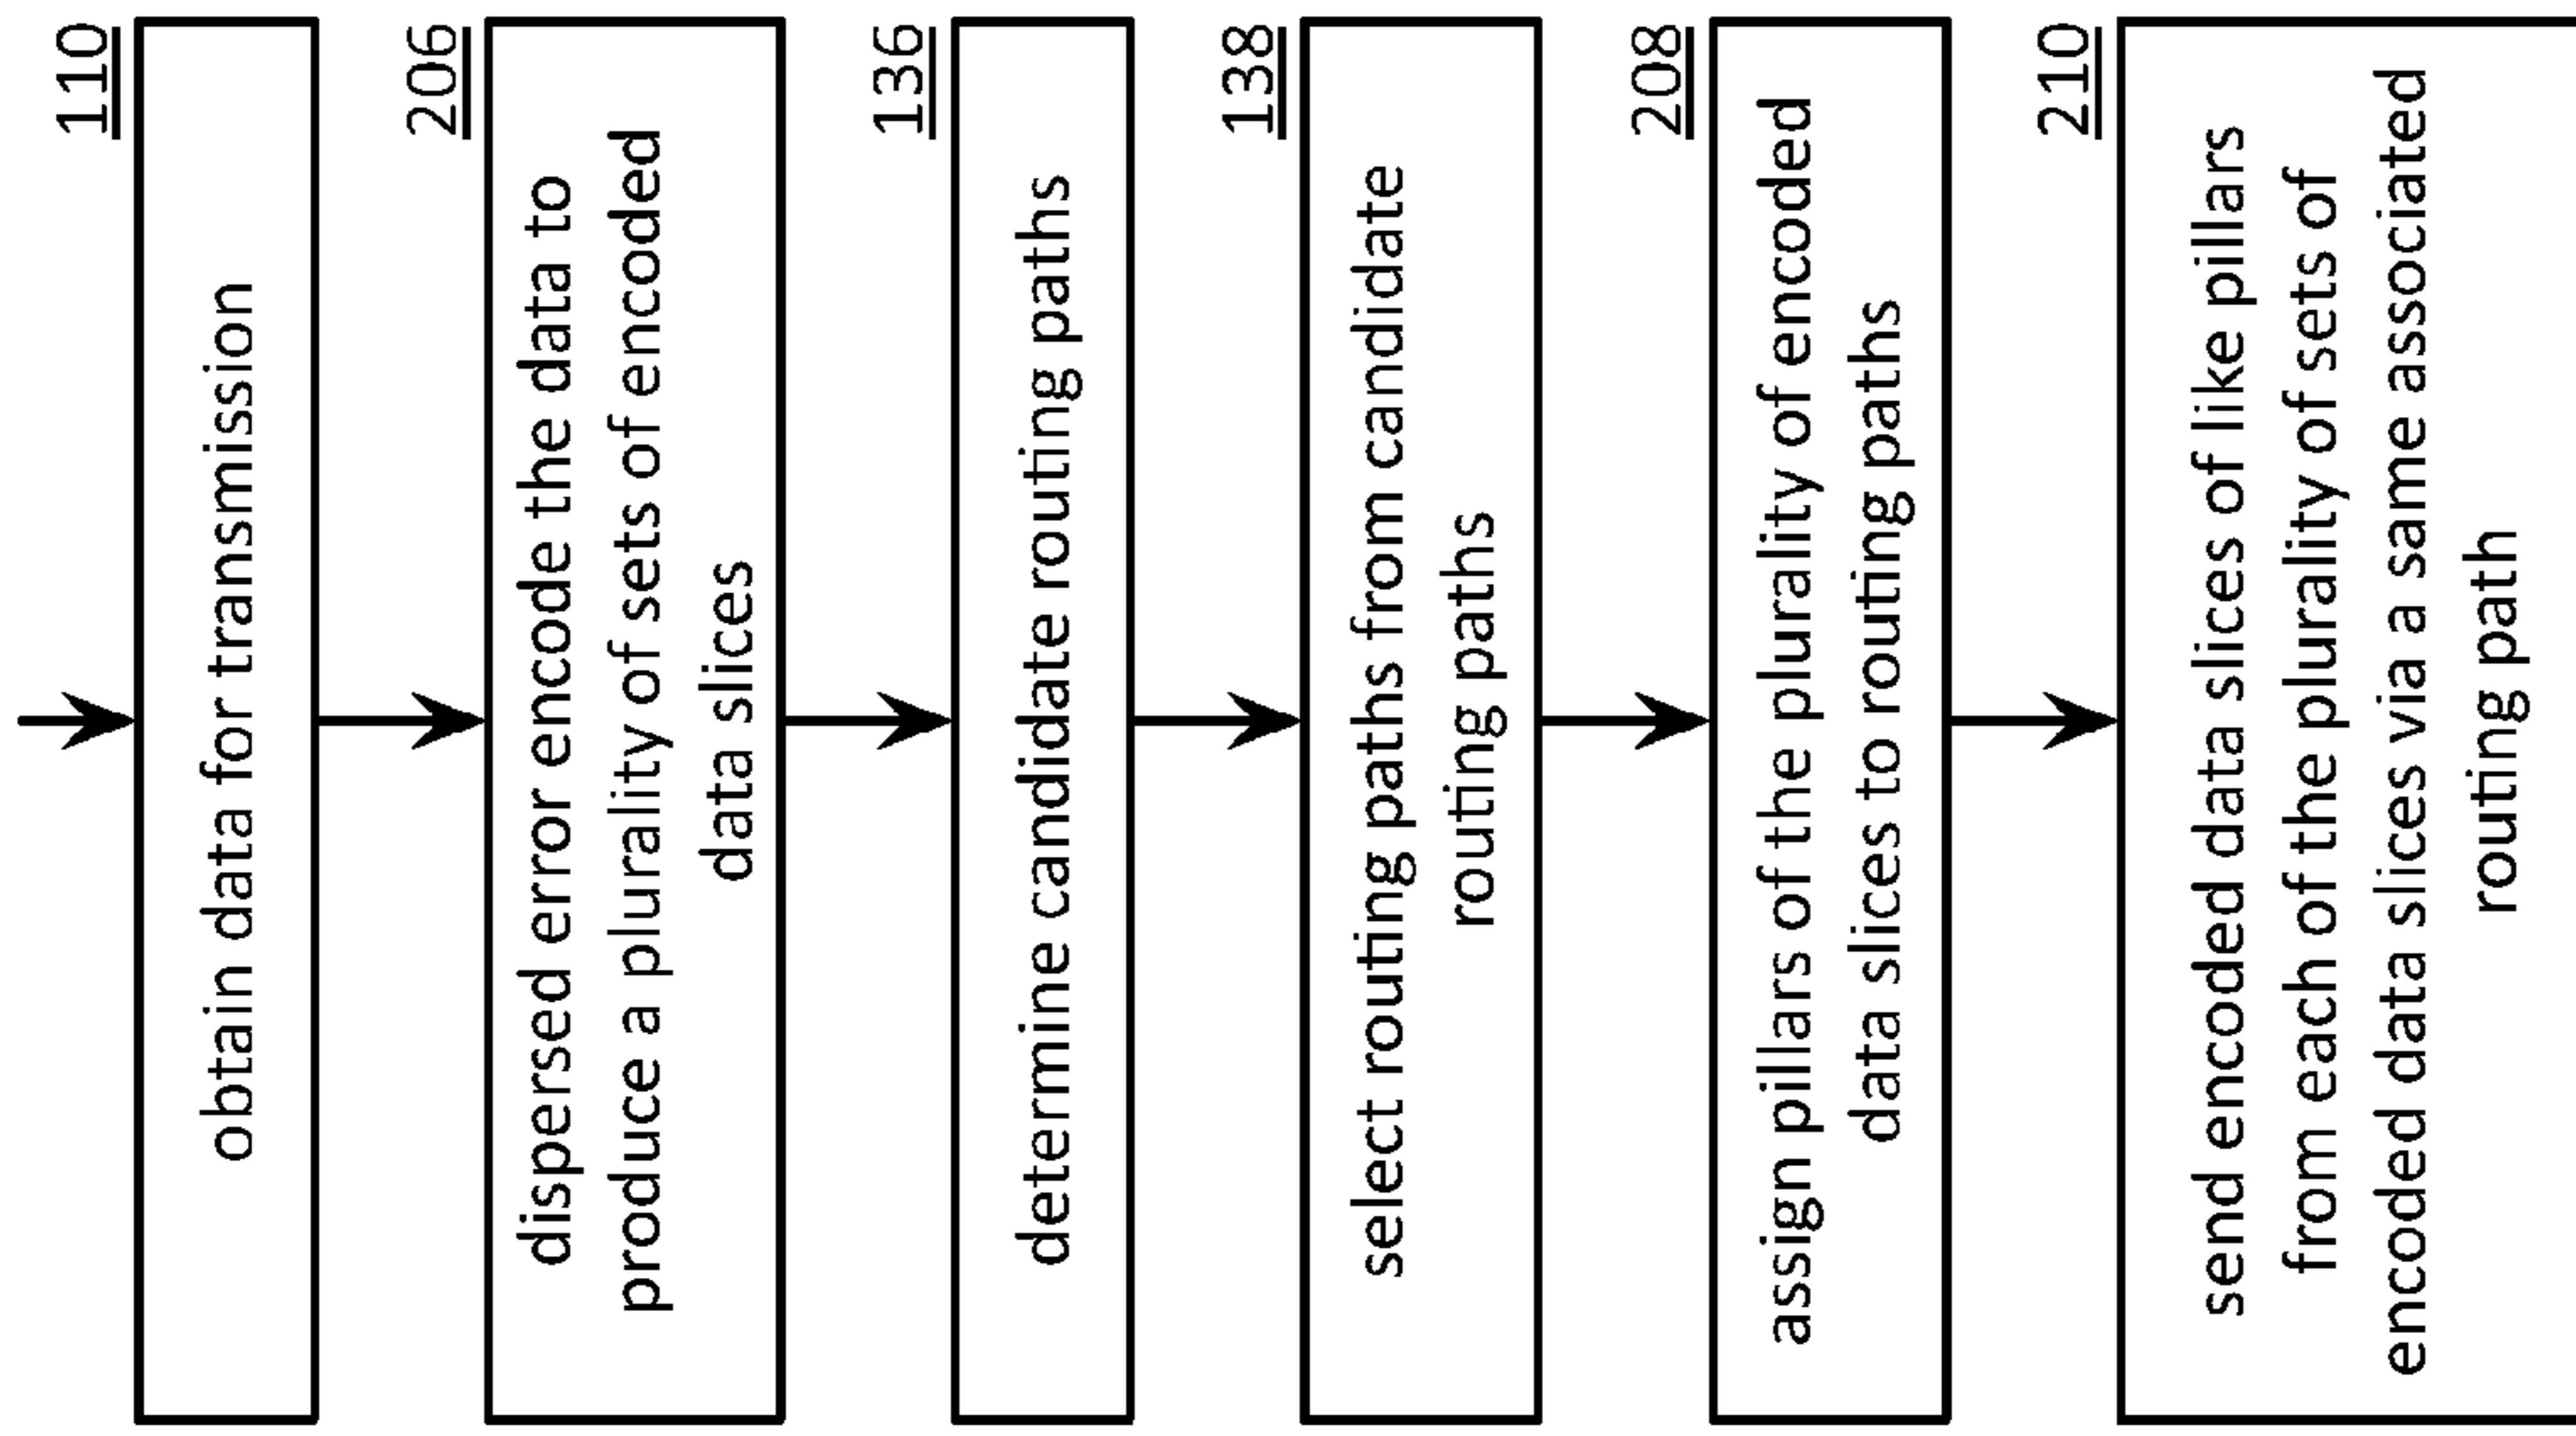 110
obtain data for transmission
206
dispersed error encode the data to
produce a plurality of sets of encoded
data slices
136
determine candidate routing paths
138
select routing paths from candidate
routing paths
208
assign pillars of the plurality of encoded
data slices to routing paths
210
send encoded data slices of like pillars
from each of the plurality of sets of
encoded data slices via a same associated
routing path